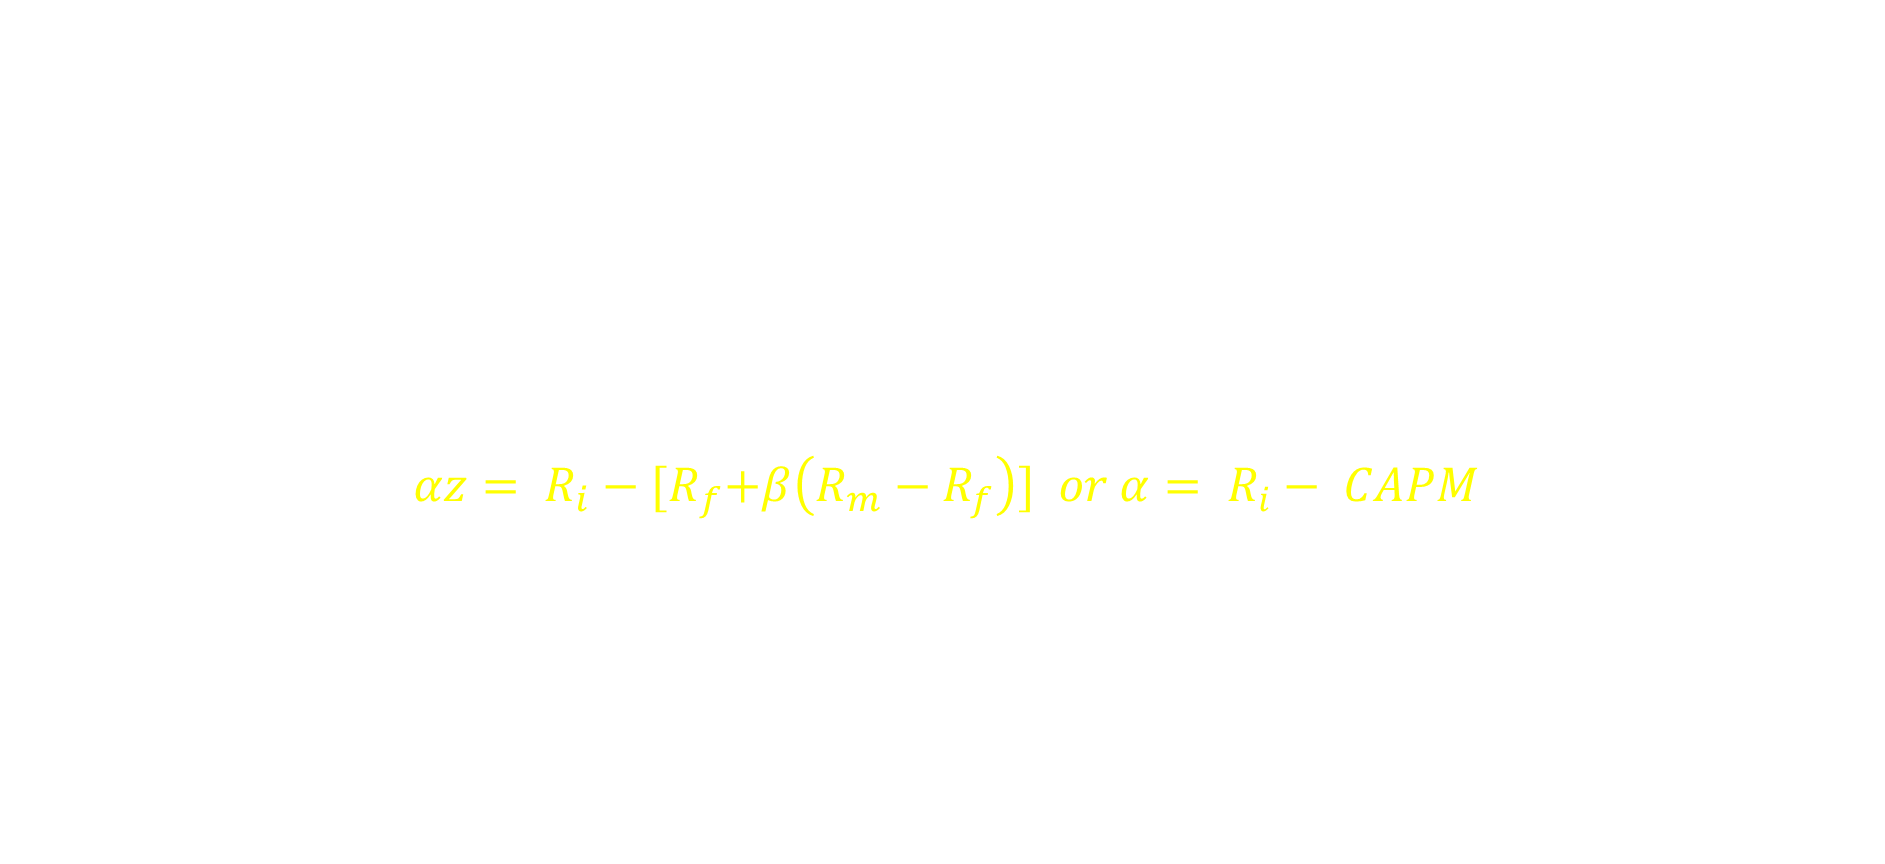 αz = R_i − [R_f+β(R_m − R_f)] or α = R_i − CAPM